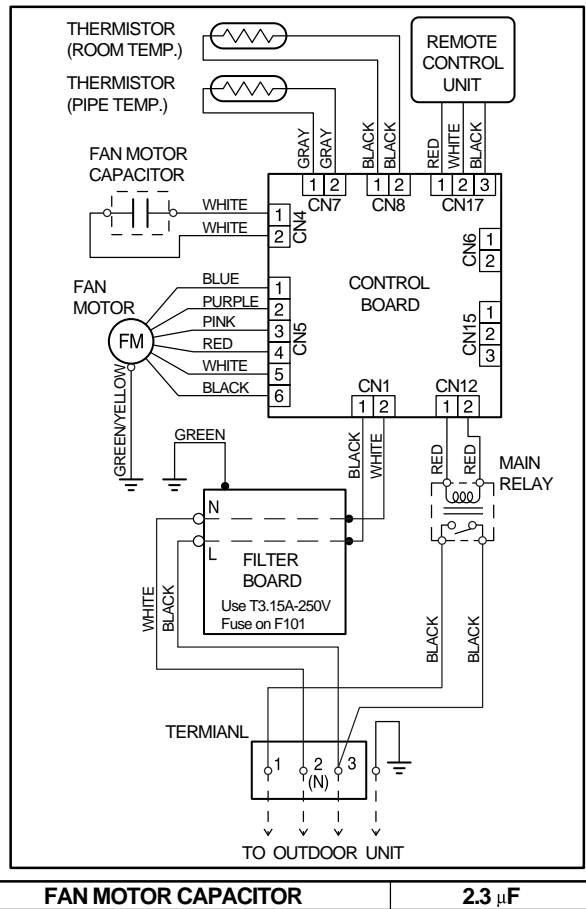 THERMISTOR
(ROOM TEMP.)
THERMISTOR
(PIPE TEMP.)
REMOTE
CONTROL
UNIT
GRAY
GRAY
BLACK
BLACK
RED
WHITE
BLACK
FAN MOTOR
CAPACITOR
WHITE
WHITE
1 2
CN7
1 2
CN8
1 2 3
CN17
1
2
CN4
CN6
1
2
FAN
MOTOR
FM
BLUE
PURPLE
PINK
RED
WHITE
BLACK
1
2
3
4
5
6
CN5
CONTROL
BOARD
CN15
1
2
3
CN1
1 2
CN12
1 2
GREEN/YELLOW
GREEN
BLACK
WHITE
RED
RED
MAIN
RELAY
N
L
FILTER
BOARD
Use T3.15A-250V
Fuse on F101
WHITE
BLACK
BLACK
BLACK
TERMIANL
1
2
(N)
3
TO OUTDOOR UNIT
FAN MOTOR CAPACITOR
2.3 μF